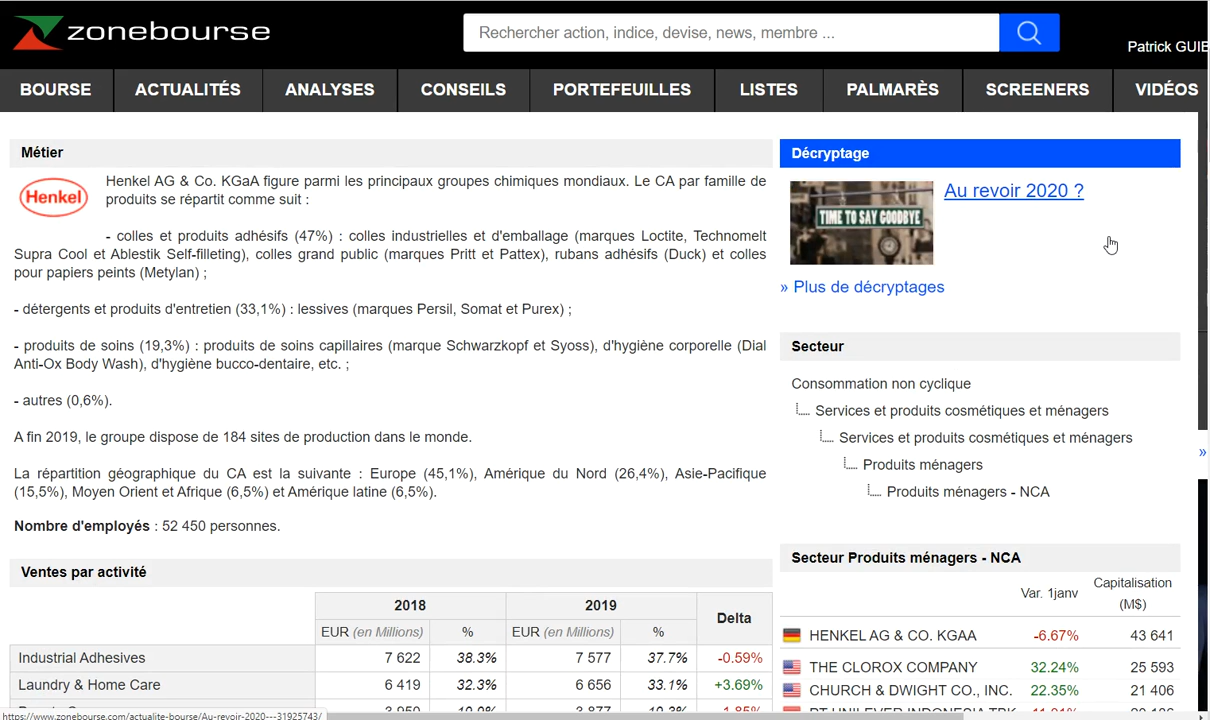 zonebourse
Rechercher action, indice, devise, news, membre ...
Patrick GUIB
BOURSE ACTUALITÉS ANALYSES CONSEILS PORTEFEUILLES LISTES PALMARÈS SCREENERS VIDÉOS
Métier
Henkel
Henkel AG & Co. KGaA figure parmi les principaux groupes chimiques mondiaux. Le CA par famille de
produits se répartit comme suit :
- colles et produits adhésifs (47%) : colles industrielles et d'emballage (marques Loctite, Technomelt
Supra Cool et Ablestik Self-filleting), colles grand public (marques Pritt et Pattex), rubans adhésifs (Duck) et colles
pour papiers peints (Metylan) ;
- détergents et produits d'entretien (33,1%) : lessives (marques Persil, Somat et Purex) ;
- produits de soins (19,3%) : produits de soins capillaires (marque Schwarzkopf et Syoss), d'hygiène corporelle (Dial
Anti-Ox Body Wash), d'hygiène bucco-dentaire, etc. ;
- autres (0,6%).
A fin 2019, le groupe dispose de 184 sites de production dans le monde.
La répartition géographique du CA est la suivante : Europe (45,1%), Amérique du Nord (26,4%), Asie-Pacifique
(15,5%), Moyen Orient et Afrique (6,5%) et Amérique latine (6,5%).
Nombre d'employés : 52 450 personnes.
Ventes par activité
2018 2019 Delta
EUR (en Millions) % EUR (en Millions) %
Industrial Adhesives 7 622 38.3% 7 577 37.7% -0.59%
Laundry & Home Care 6 419 32.3% 6 656 33.1% +3.69%
Décryptage
TIME TO SAY GOODBYE
Au revoir 2020 ?
» Plus de décryptages
Secteur
Consommation non cyclique
Services et produits cosmétiques et ménagers
Services et produits cosmétiques et ménagers
Produits ménagers
Produits ménagers - NCA
»
Secteur Produits ménagers - NCA
Var. 1janv Capitalisation
(M$)
HENKEL AG & CO. KGAA -6.67% 43 641
THE CLOROX COMPANY 32.24% 25 593
CHURCH & DWIGHT CO., INC. 22.35% 21 406
https://www.zonebourse.com/actualite-bourse/Au-revoir-2020---31925743/